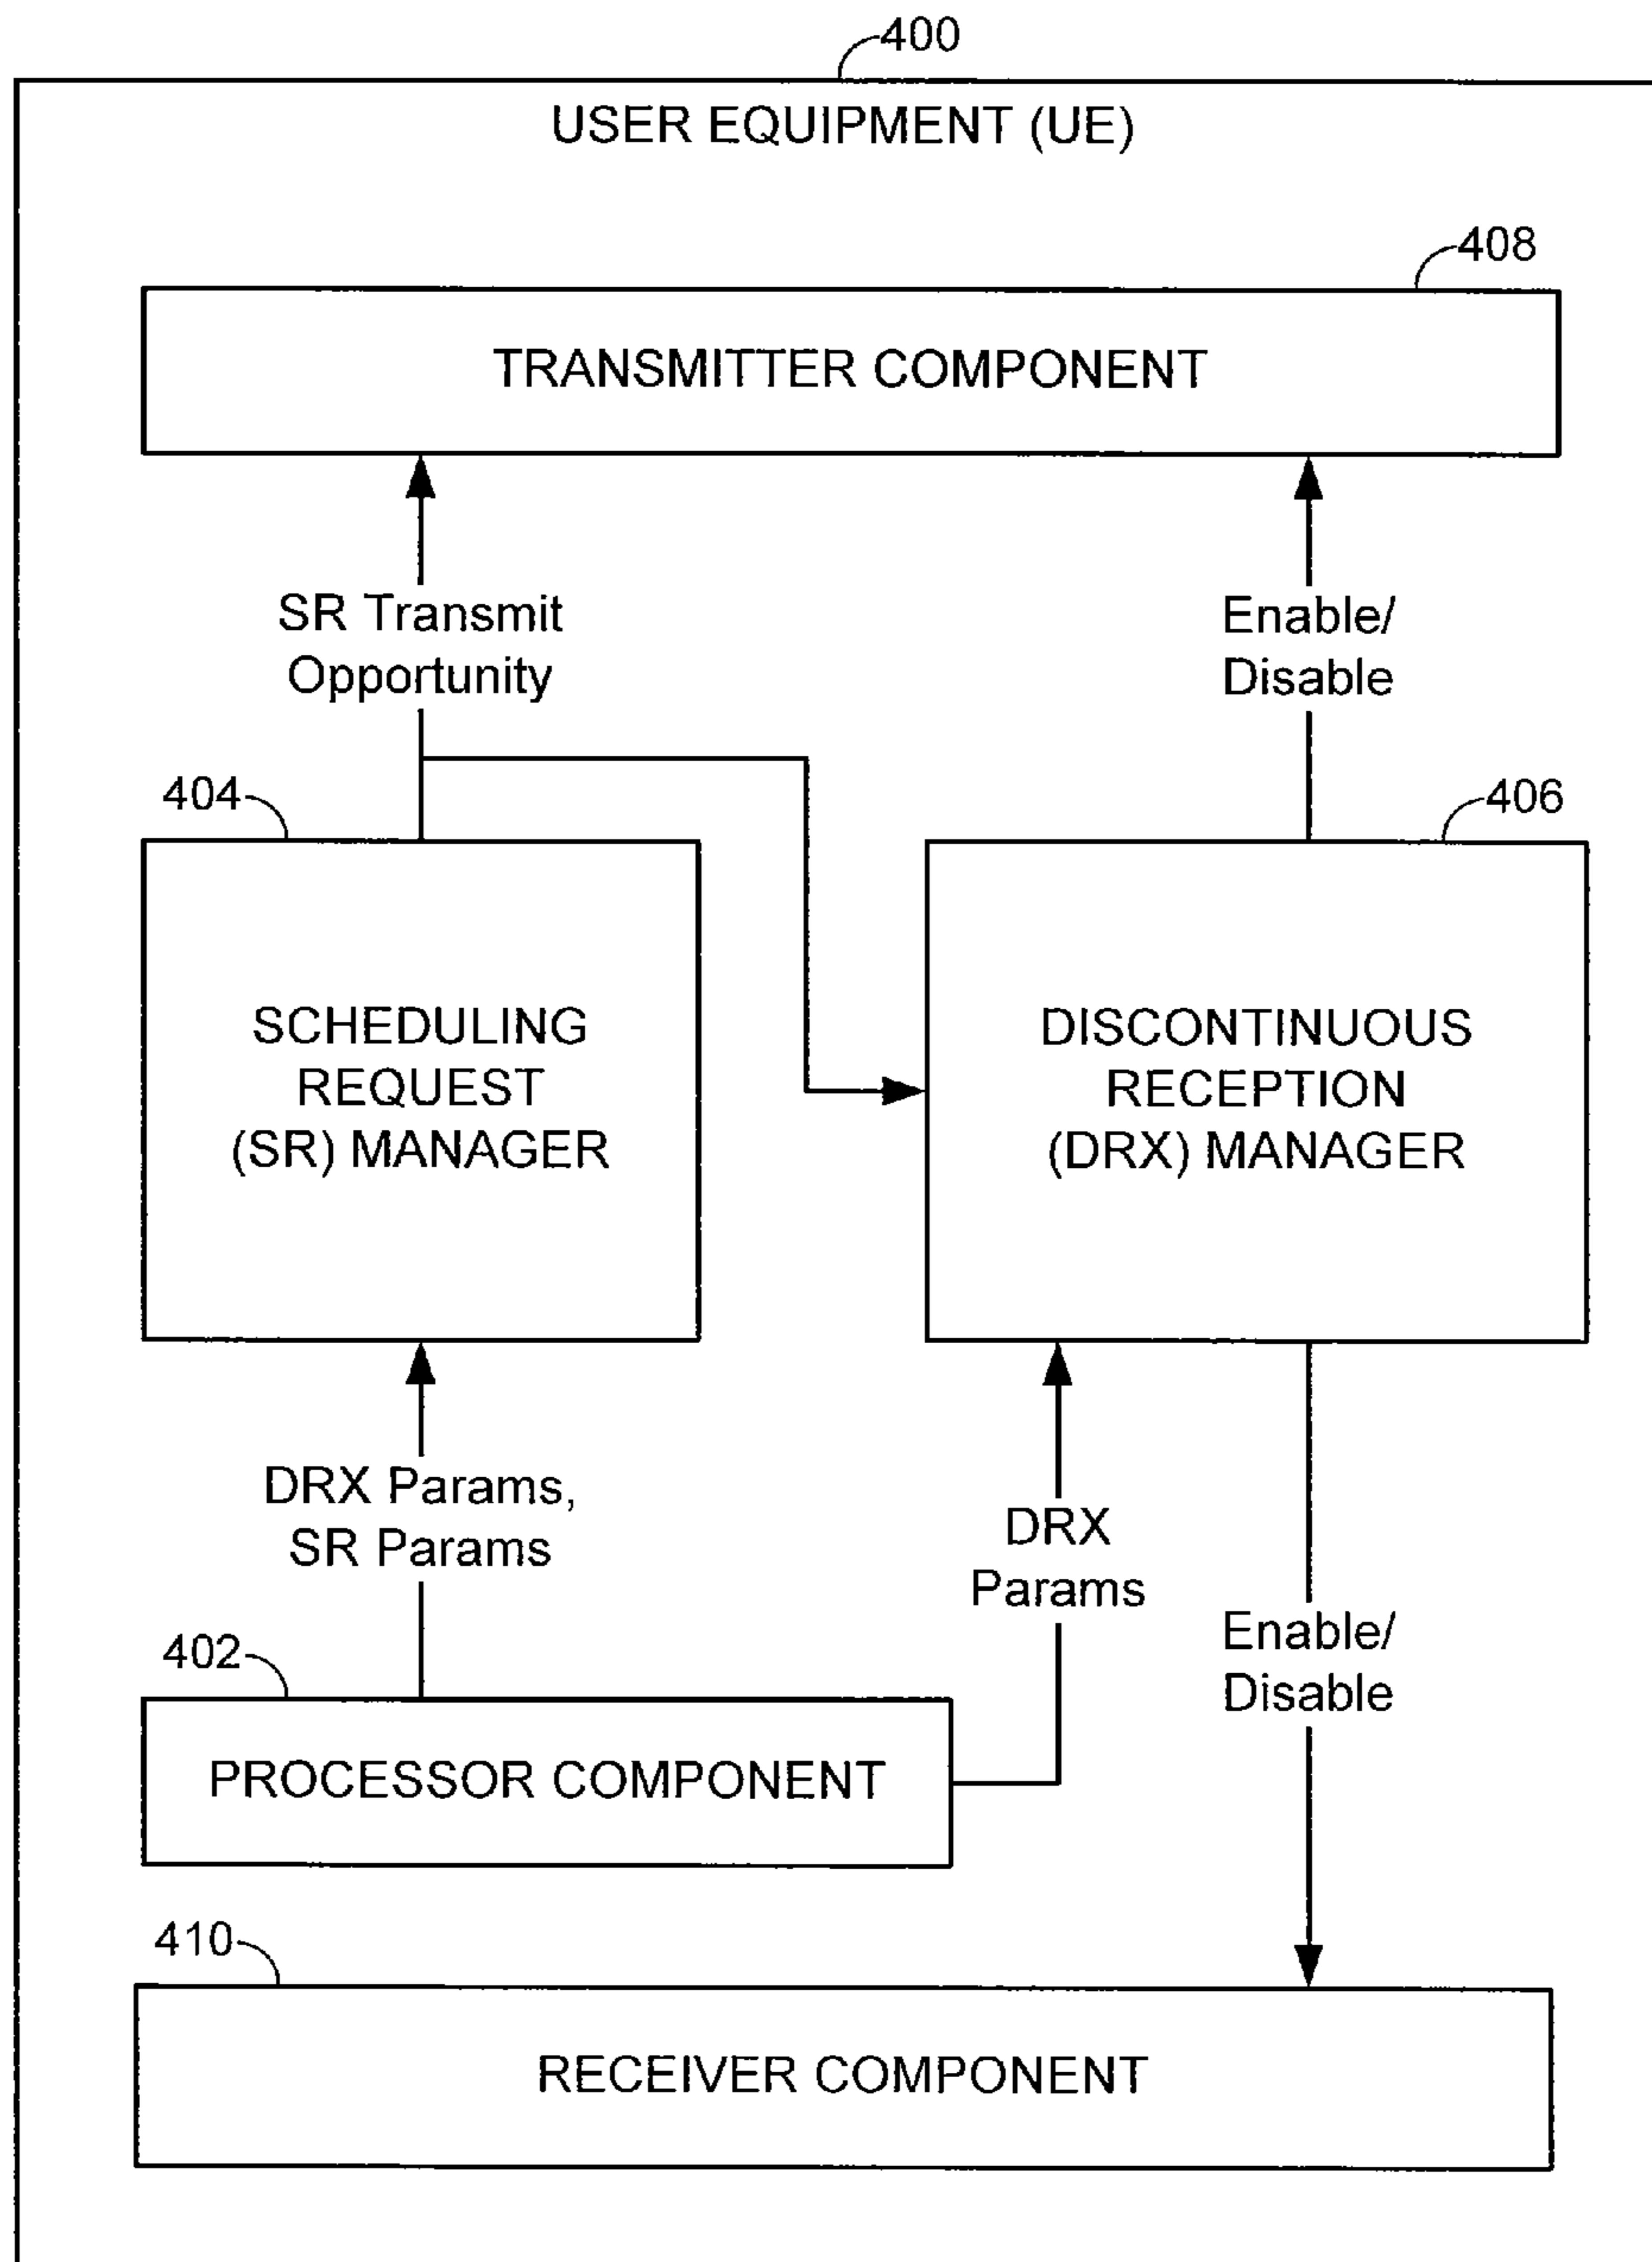 400
USER EQUIPMENT (UE)
408
TRANSMITTER COMPONENT
SR Transmit
Opportunity
Enable/
Disable
404
406
SCHEDULING
REQUEST
(SR) MANAGER
DISCONTINUOUS
RECEPTION
(DRX) MANAGER
DRX Params,
SR Params
DRX
Params
402
Enable/
Disable
PROCESSOR COMPONENT
410
RECEIVER COMPONENT